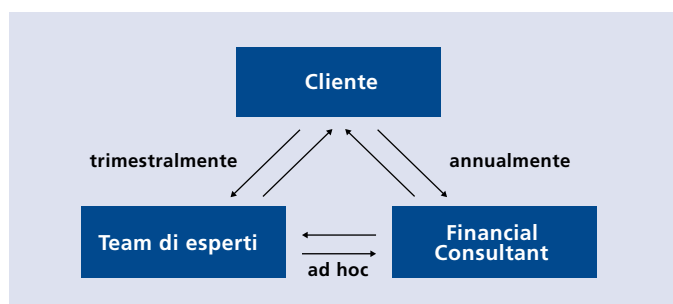 Cliente
trimestralmente
annualmente
Team di esperti
Financial
Consultant
ad hoc